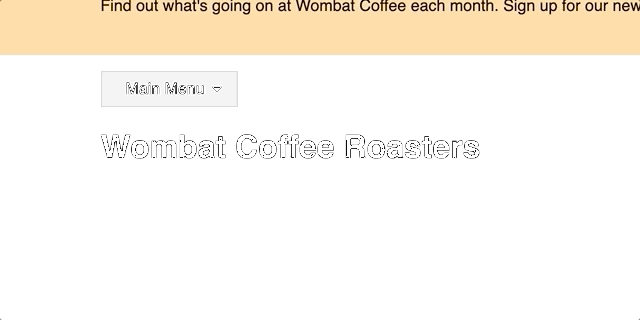 Find out what's going on at Wombat Coffee each month. Sign up for our new
Main Menu
Wombat Coffee Roasters